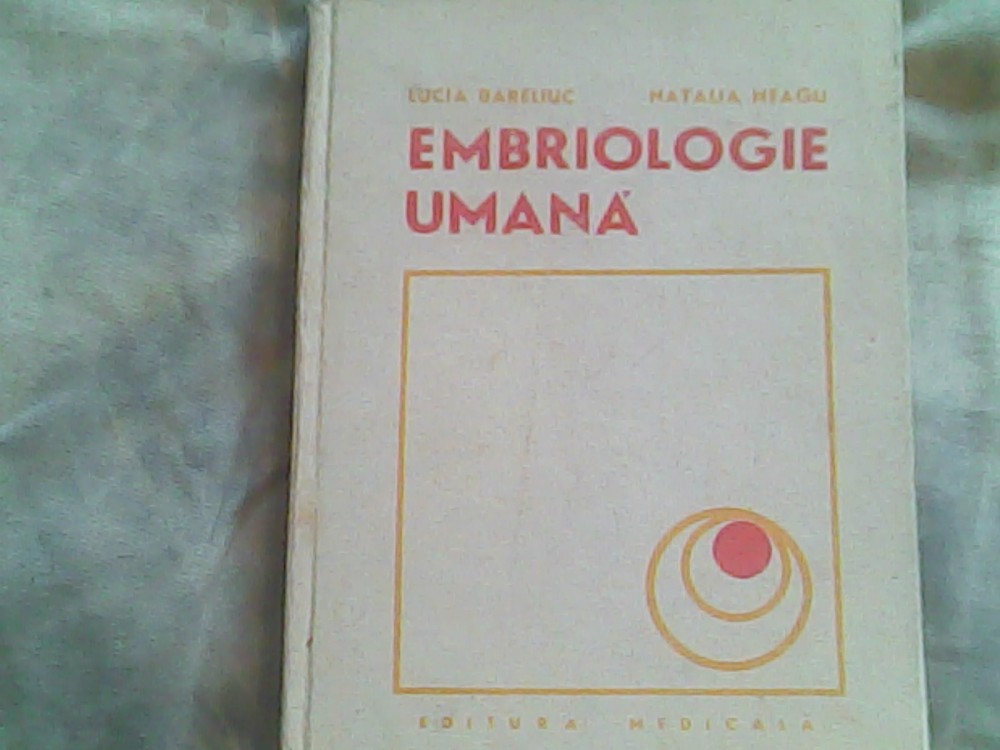 LUCIA BARELIUC NATALIA NEAGU
EMBRIOLOGIE
UMANĂ
EDITURA MEDICALĂ